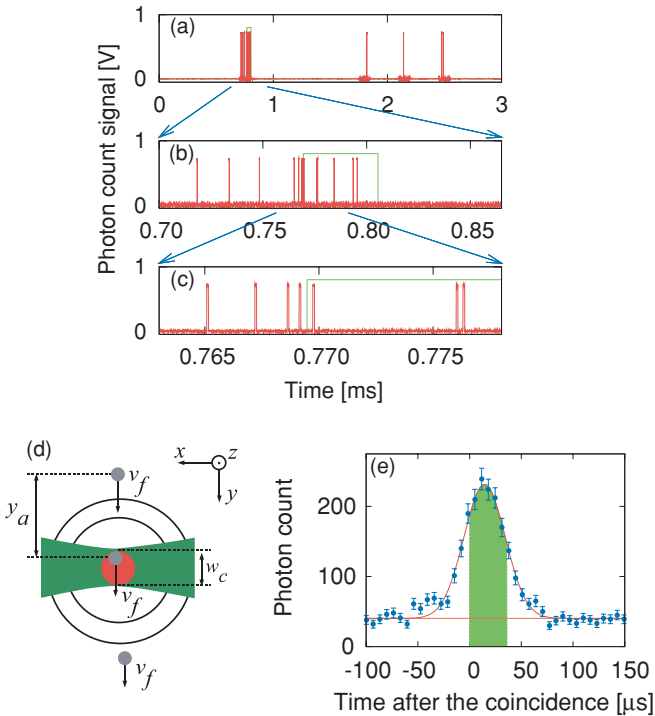 Photon count signal [V]
(a)
1
0
0 1 2 3
(b)
1
0
0.70 0.75 0.80 0.85
(c)
1
0
0.765 0.770 0.775
Time [ms]
(d)
v_f
x z
y
y_a
w_c
v_f
v_f
(e)
Photon count
200
100
0
-100 -50 0 50 100 150
Time after the coincidence [µs]